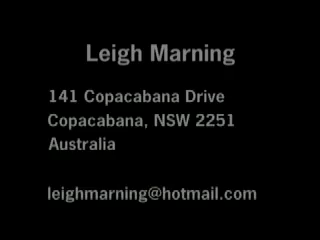 Leigh Marning
141 Copacabana Drive
Copacabana, NSW 2251
Australia
leighmarning@hotmail.com